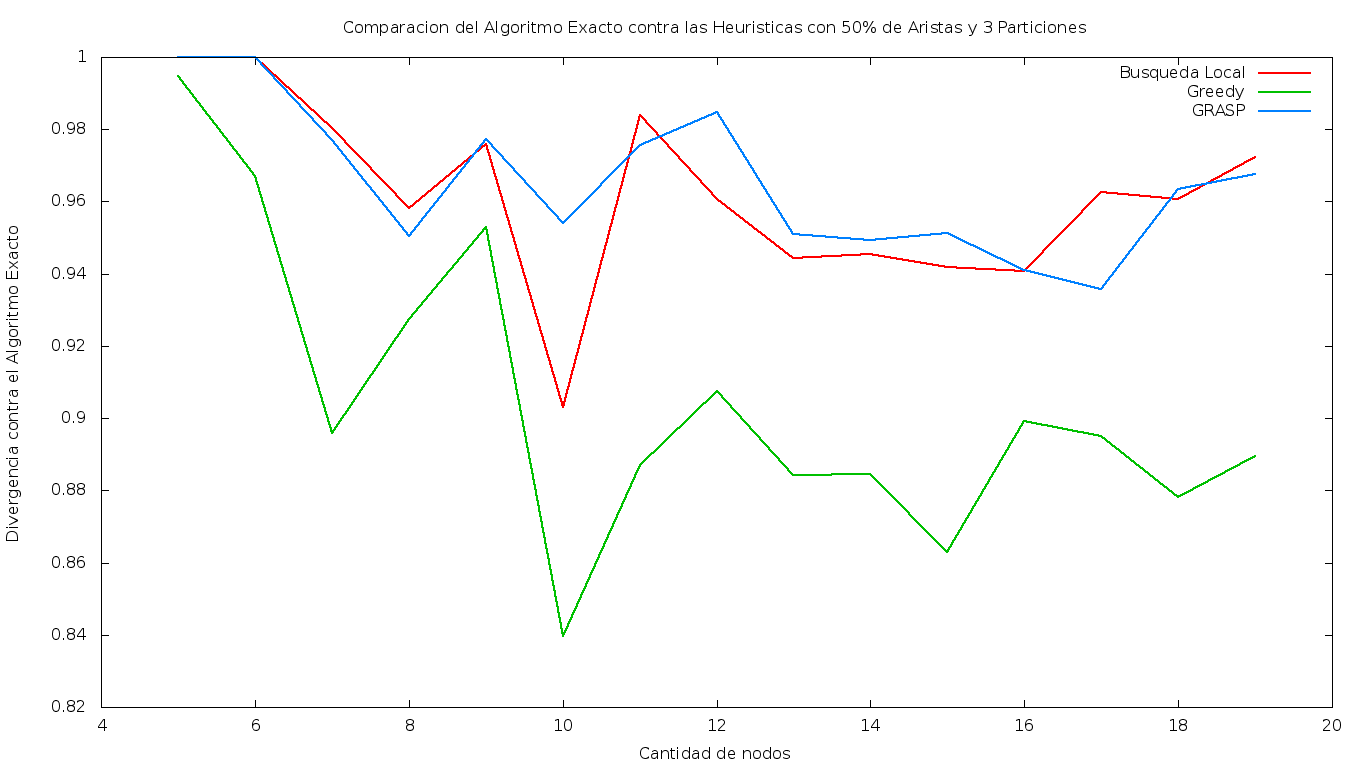 Comparacion del Algoritmo Exacto contra las Heuristicas con 50% de Aristas y 3 Particiones
Busqueda Local
Greedy
GRASP
Divergencia contra el Algoritmo Exacto
1
0.98
0.96
0.94
0.92
0.9
0.88
0.86
0.84
0.82
4 6 8 10 12 14 16 18 20
Cantidad de nodos